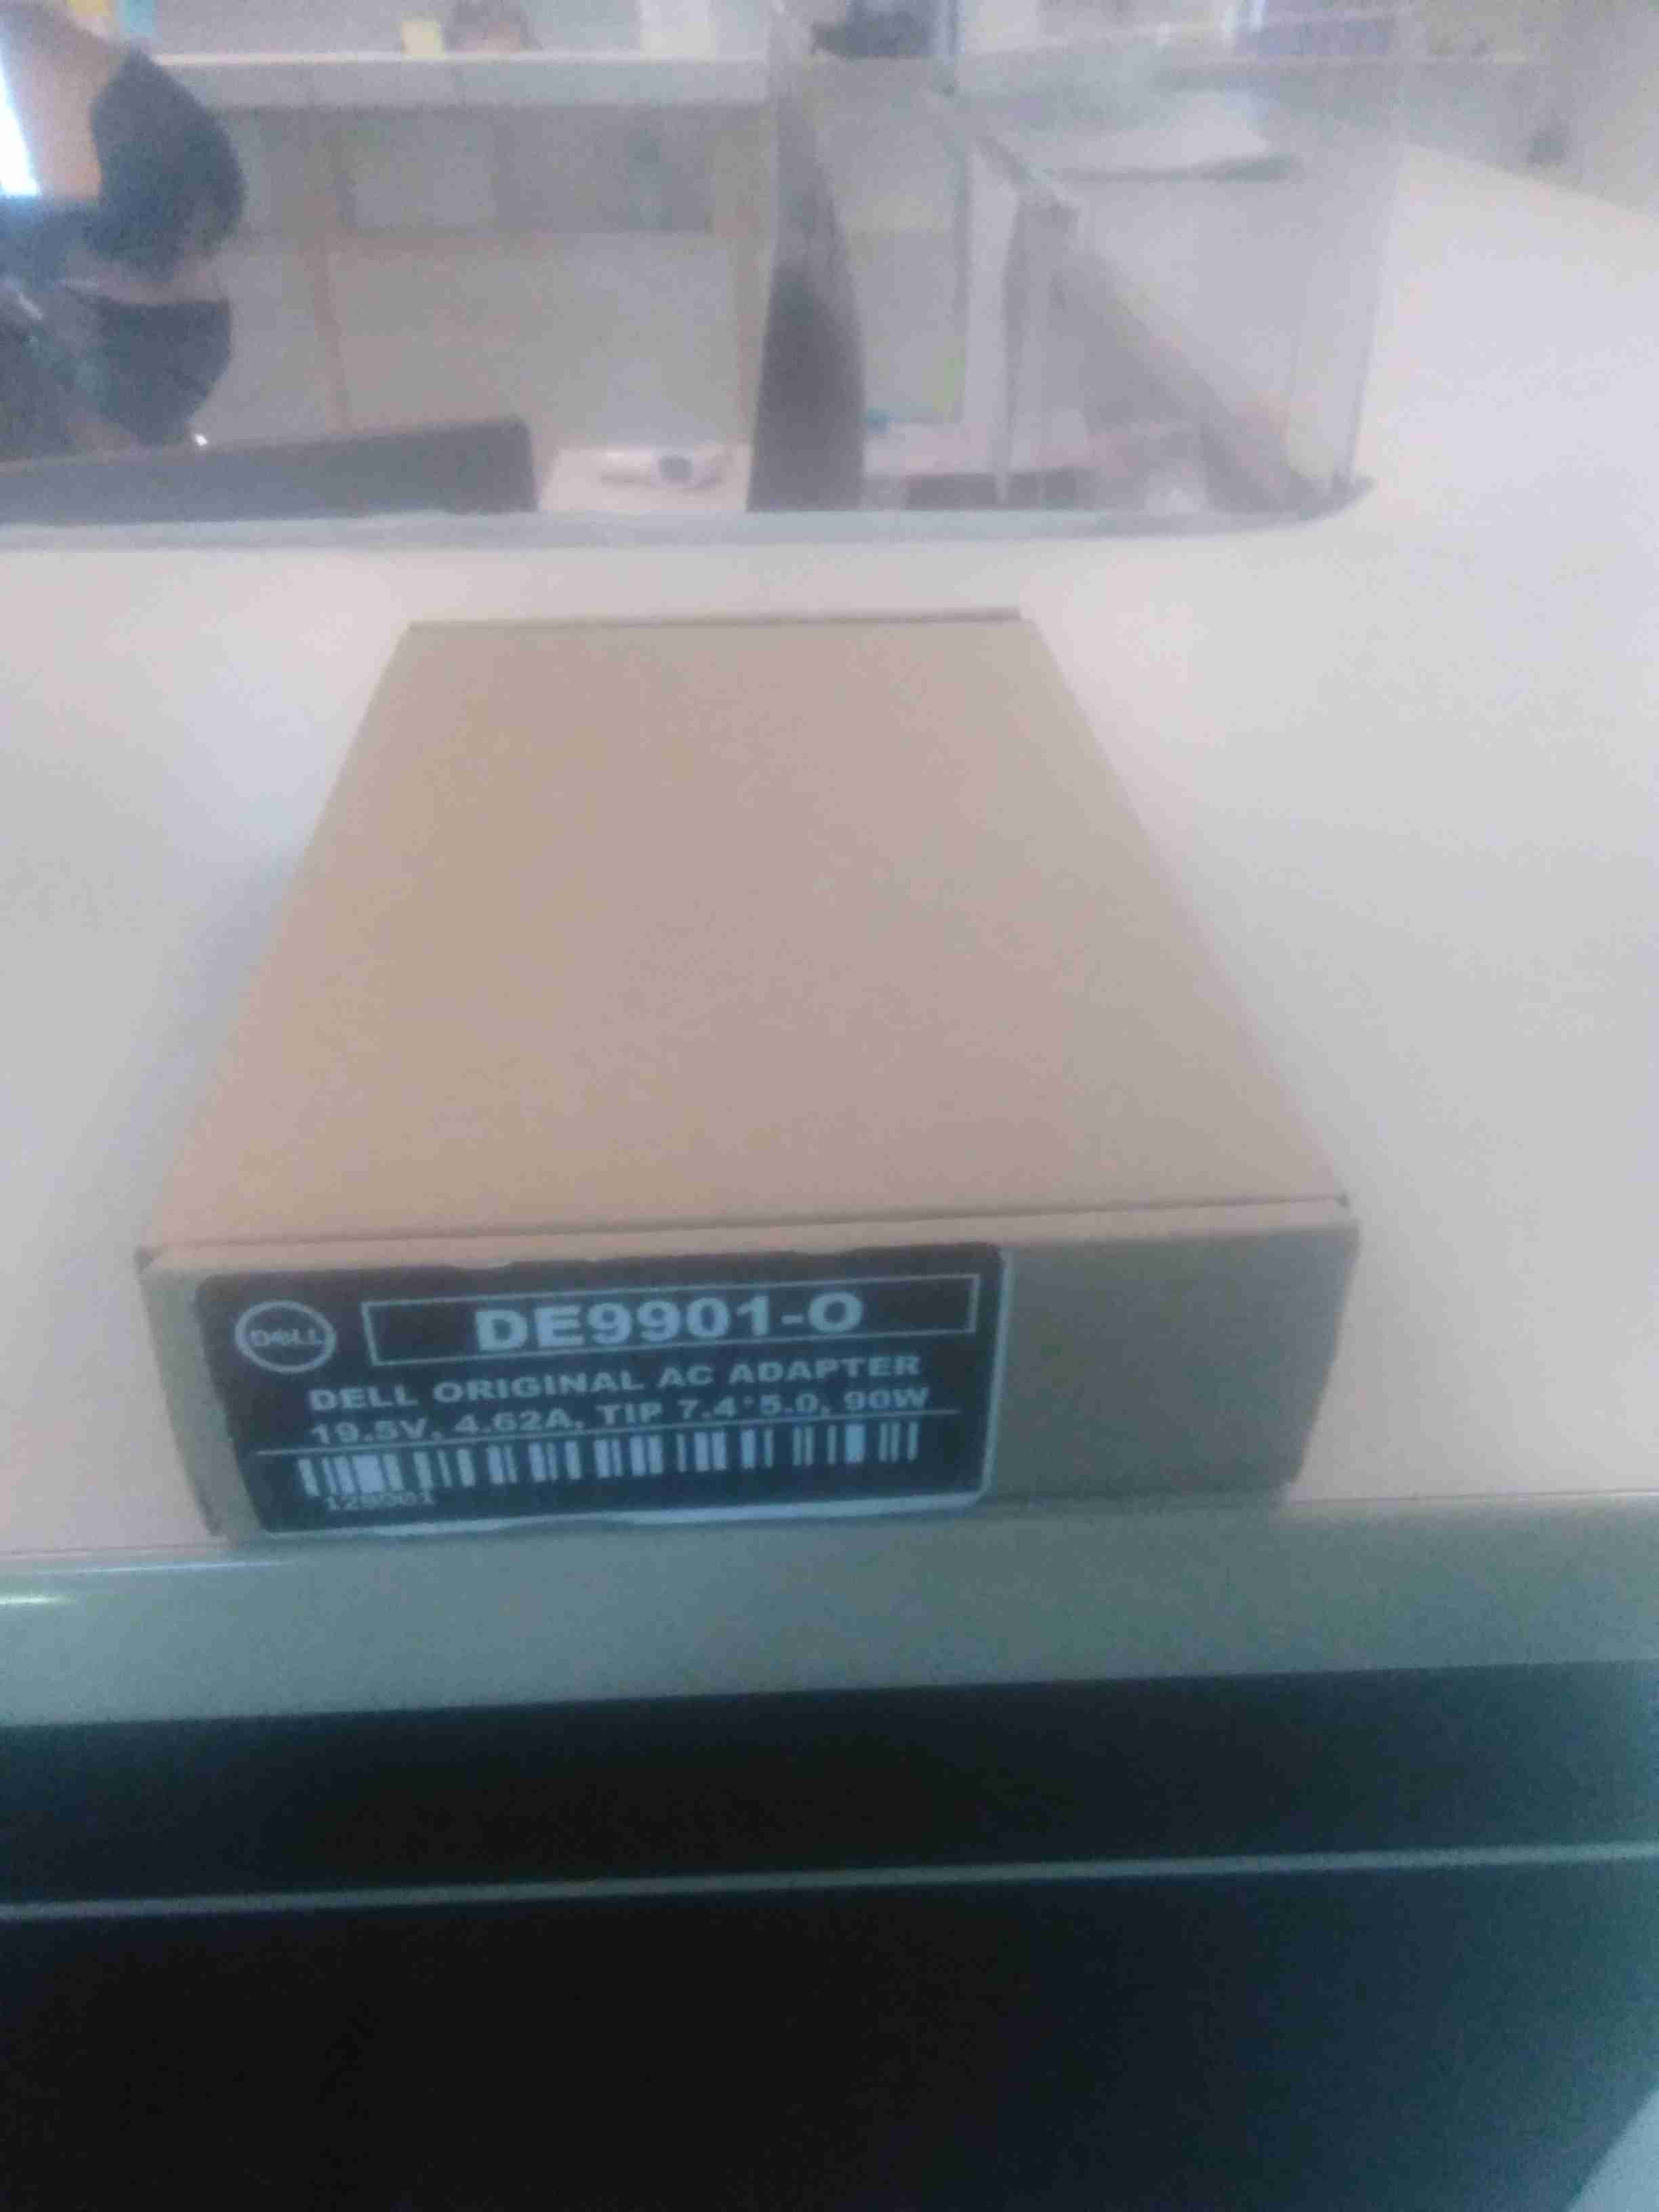 DELL
DE9901-O
DELL ORIGINAL AC ADAPTER
19.5V, 4.62A, TIP 7.4*5.0, 90W